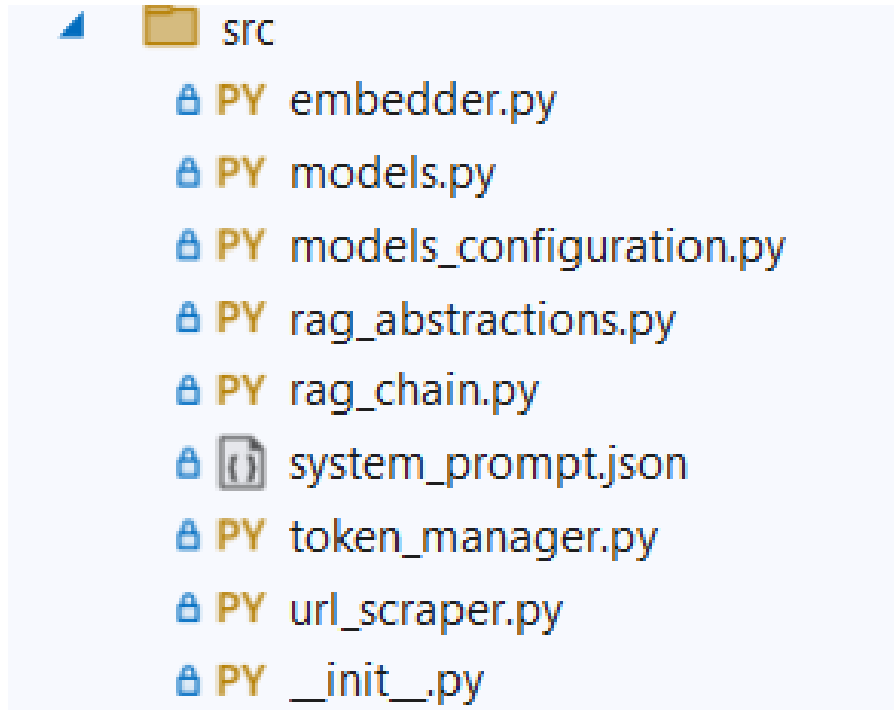 src
PY embedder.py
PY models.py
PY models_configuration.py
PY rag_abstractions.py
PY rag_chain.py
{} system_prompt.json
PY token_manager.py
PY url_scraper.py
PY __init__.py